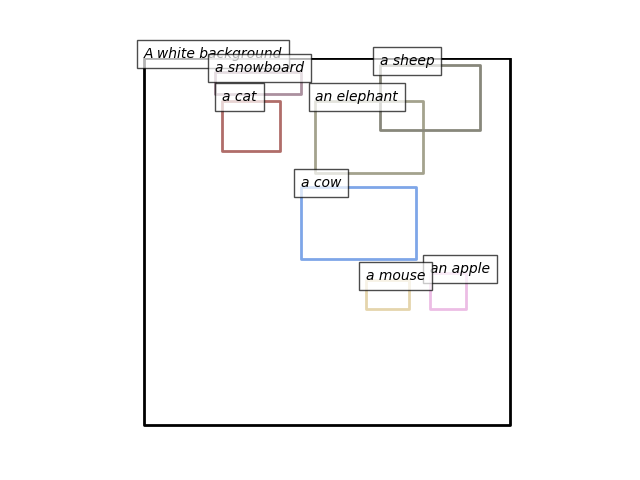 A white background
a sheep
a snowboard
a cat
an elephant
a cow
an apple
a mouse